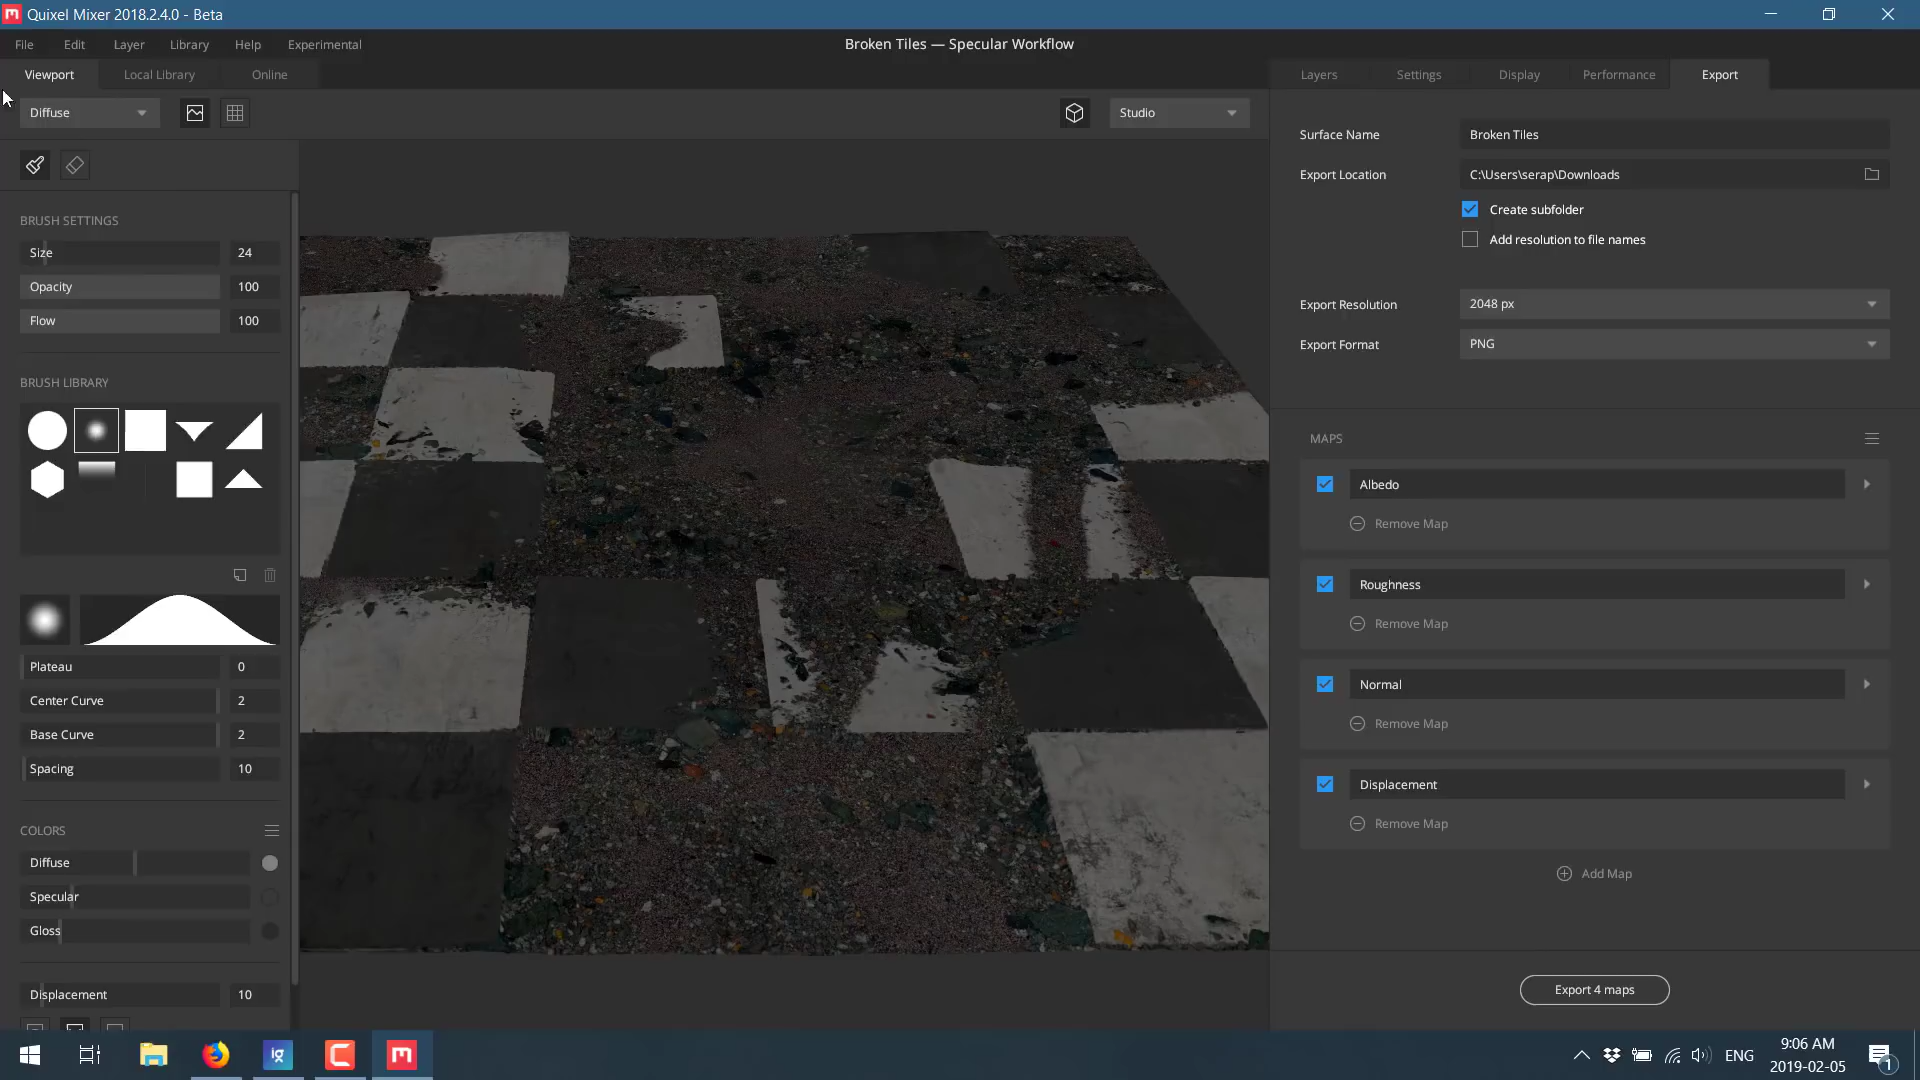 Quixel Mixer 2018.2.4.0 - Beta
File Edit Layer Library Help Experimental
Broken Tiles — Specular Workflow
Viewport Local Library Online
Layers Settings Display Performance Export
Diffuse
Studio
BRUSH SETTINGS
Size 24
Opacity 100
Flow 100
BRUSH LIBRARY
Plateau 0
Center Curve 2
Base Curve 2
Spacing 10
COLORS
Diffuse
Specular
Gloss
Displacement 10
Surface Name Broken Tiles
Export Location C:\Users\serap\Downloads
Create subfolder
Add resolution to file names
Export Resolution 2048 px
Export Format PNG
MAPS
Albedo
Remove Map
Roughness
Remove Map
Normal
Remove Map
Displacement
Remove Map
Add Map
Export 4 maps
ENG
9:06 AM
2019-02-05
1